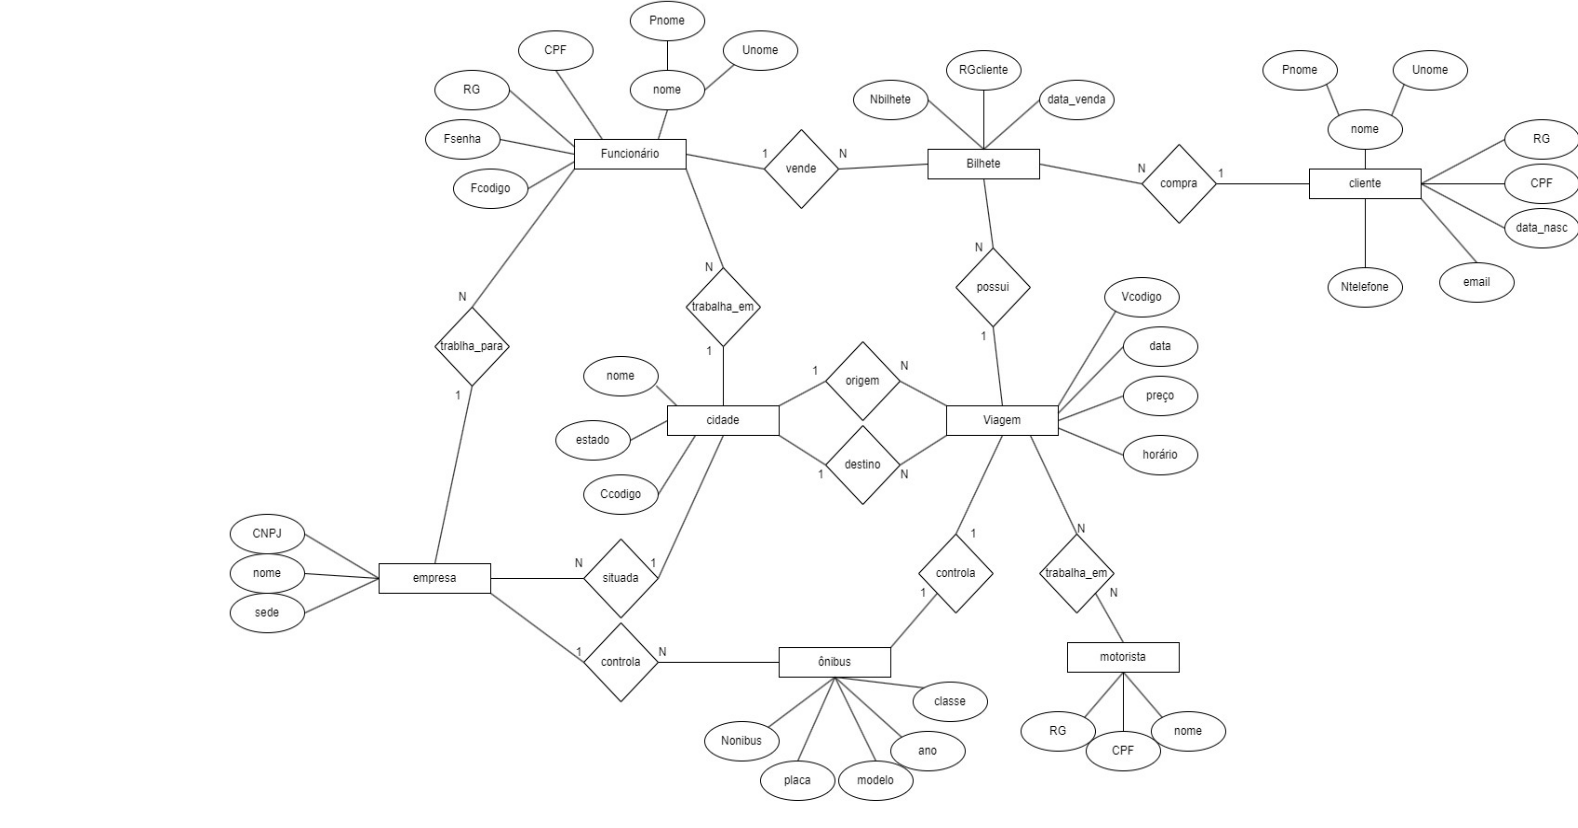 Pnome
CPF
Unome
RG
nome
Fsenha
Fcodigo
Funcionário
1
vende
N
Nbilhete
RGcliente
data_venda
Bilhete
N
compra
1
Pnome
Unome
nome
cliente
RG
CPF
data_nasc
email
Ntelefone
N
trablha_para
1
N
trabalha_em
1
N
possui
1
Vcodigo
data
preço
horário
nome
estado
Ccodigo
cidade
1
origem
N
1
destino
N
Viagem
CNPJ
nome
sede
empresa
N
situada
1
1
controla
N
1
controla
1
N
trabalha_em
N
ônibus
motorista
Nonibus
placa
modelo
ano
classe
RG
CPF
nome